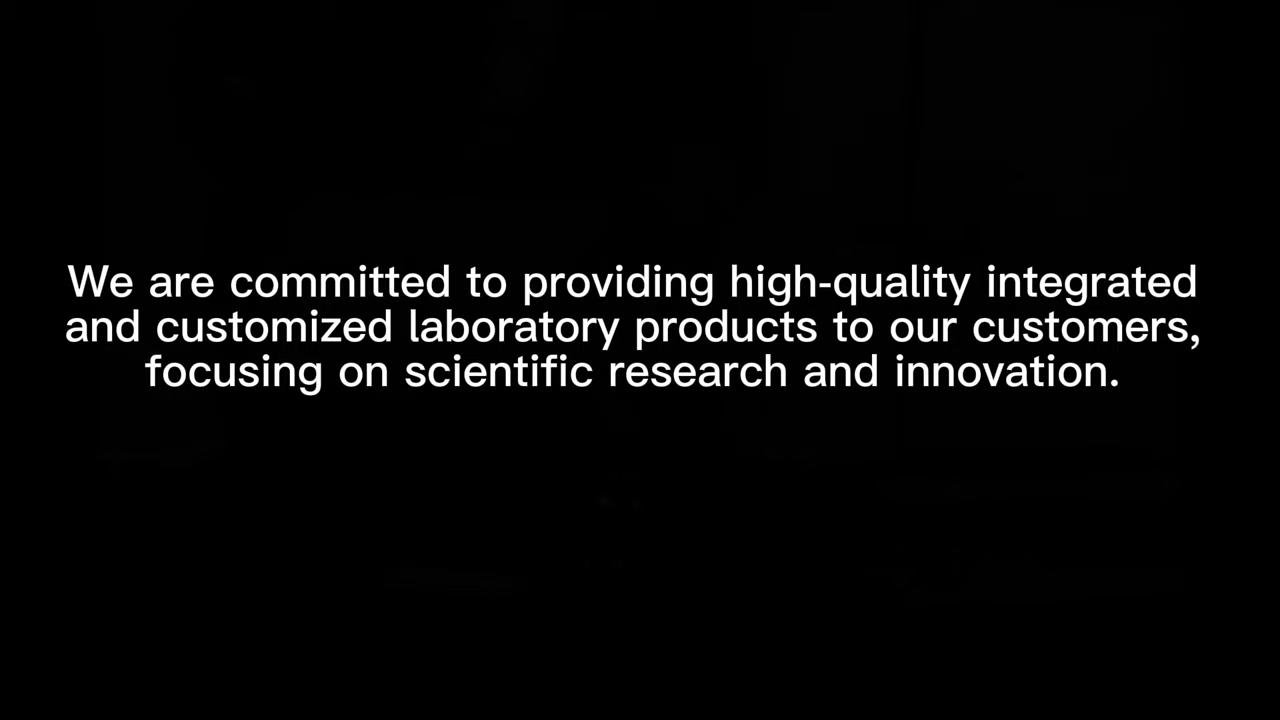 We are committed to providing high-quality integrated
and customized laboratory products to our customers,
focusing on scientific research and innovation.